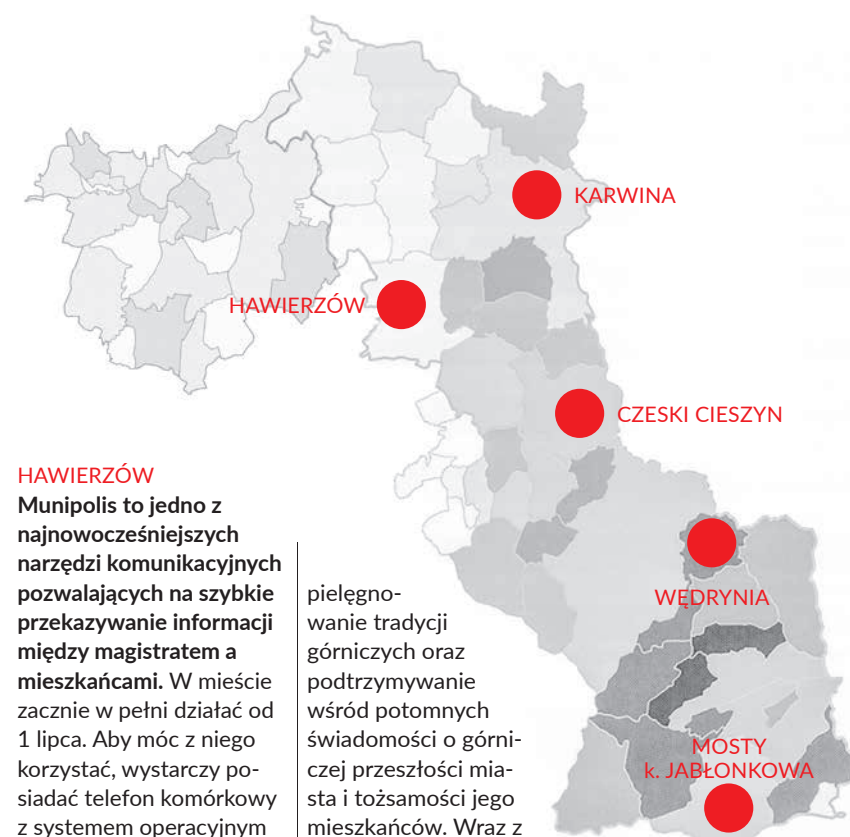 KARWINA
HAWIERZÓW
CZESKI CIESZYN
WĘDRYNIA
MOSTY
k. JABŁONKOWA
HAWIERZÓW
Munipolis to jedno z
najnowocześniejszych
narzędzi komunikacyjnych
pozwalających na szybkie
przekazywanie informacji
między magistratem a
mieszkańcami. W mieście
zacznie w pełni działać od
1 lipca. Aby móc z niego
korzystać, wystarczy po-
siadać telefon komórkowy
z systemem operacyjnym
pielęgno-
wanie tradycji
górniczych oraz
podtrzymywanie
wśród potomnych
świadomości o górni-
czej przeszłości mia-
sta i tożsamości jego
mieszkańców. Wraz z